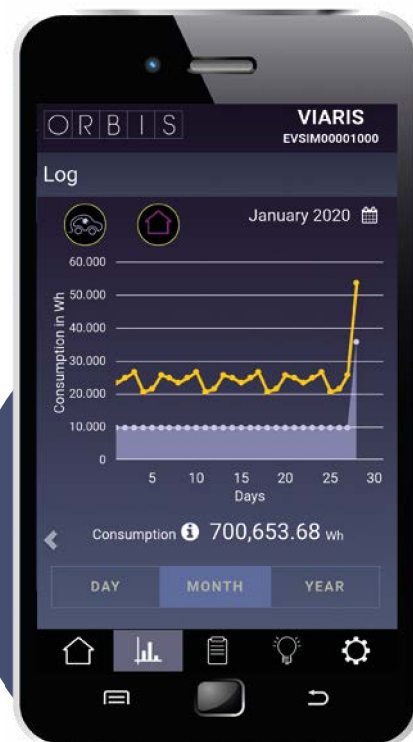 ORBIS
VIARIS
EVSIM00001000
Log
January 2020
60.000
50.000
40.000
30.000
20.000
10.000
0
Consumption in Wh
5 10 15 20 25 30
Days
Consumption 700,653.68 Wh
DAY MONTH YEAR